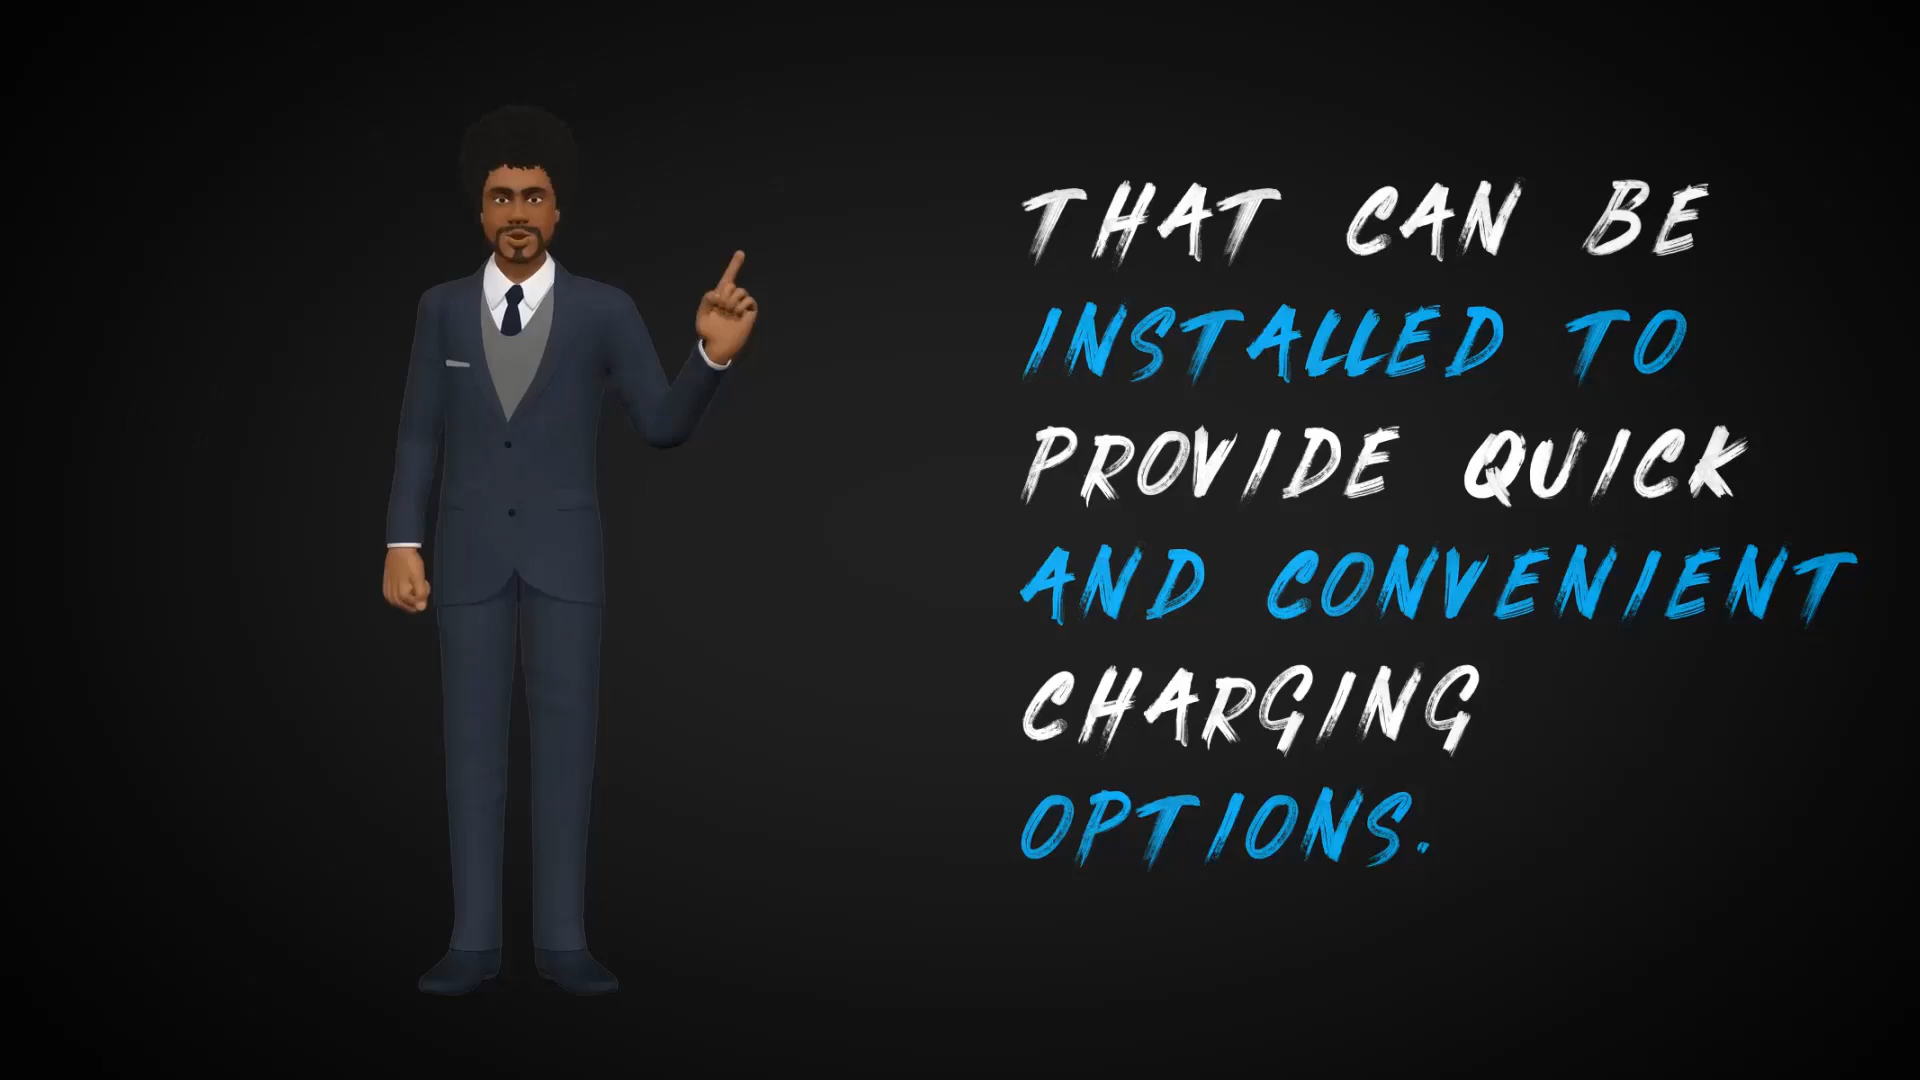 THAT CAN BE
INSTALLED TO
PROVIDE QUICK
AND CONVENIENT
CHARGING
OPTIONS.